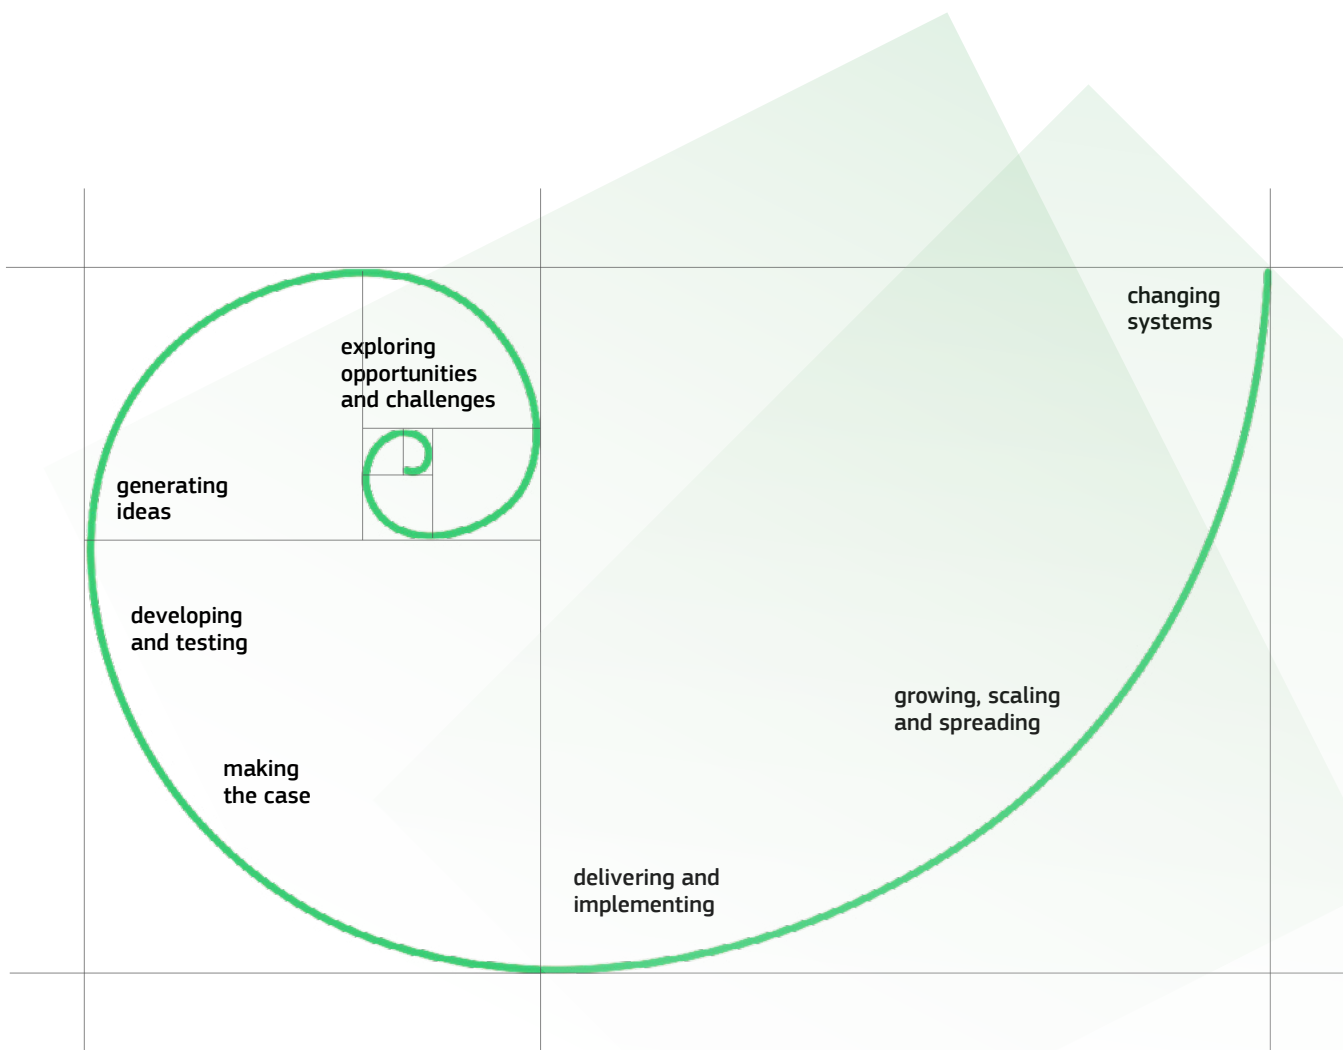 exploring
opportunities
and challenges
generating
ideas
developing
and testing
making
the case
delivering and
implementing
growing, scaling
and spreading
changing
systems